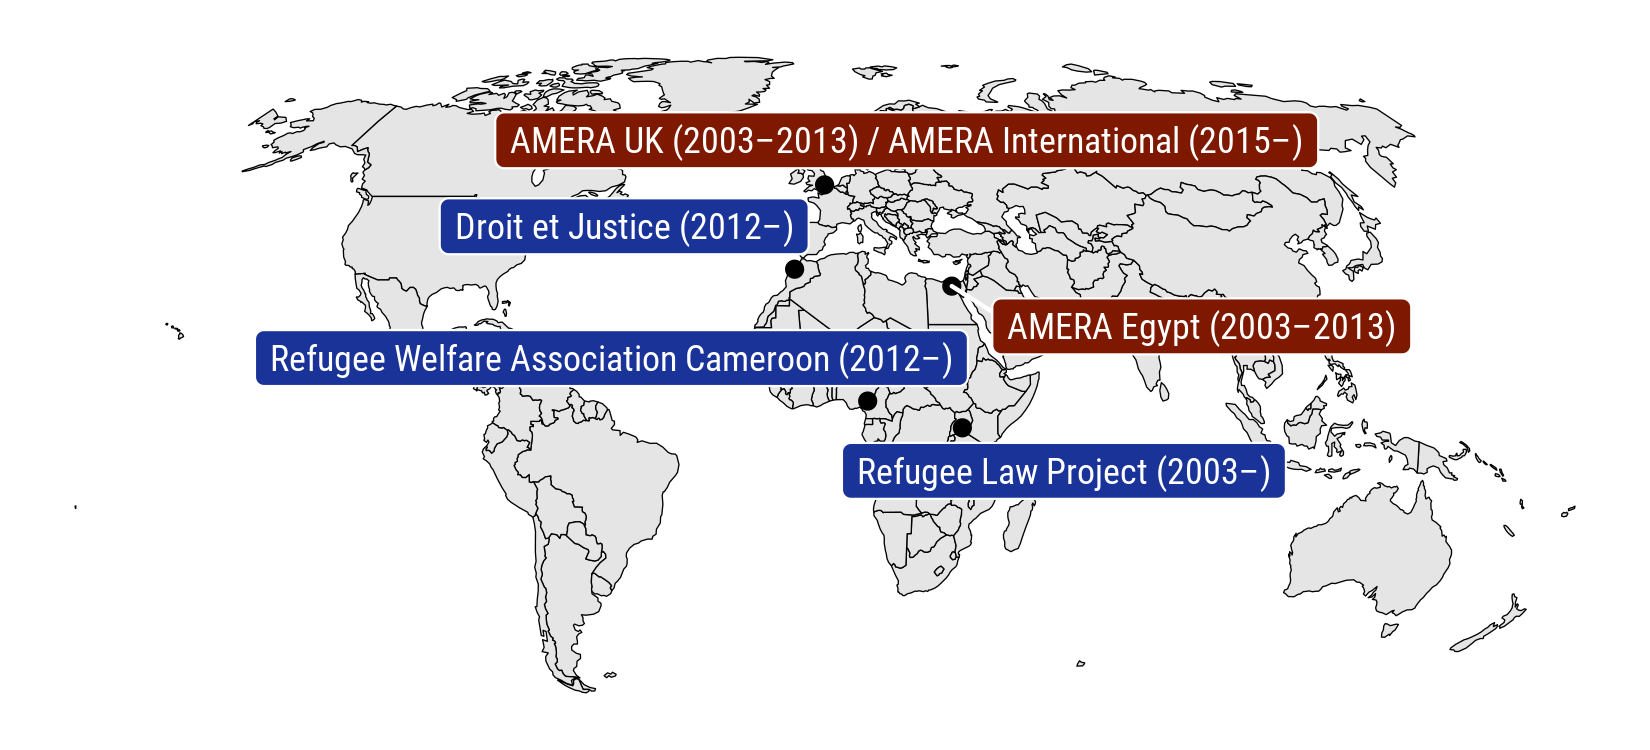 AMERA UK (2003–2013) / AMERA International (2015–)
Droit et Justice (2012–)
AMERA Egypt (2003–2013)
Refugee Welfare Association Cameroon (2012–)
Refugee Law Project (2003–)